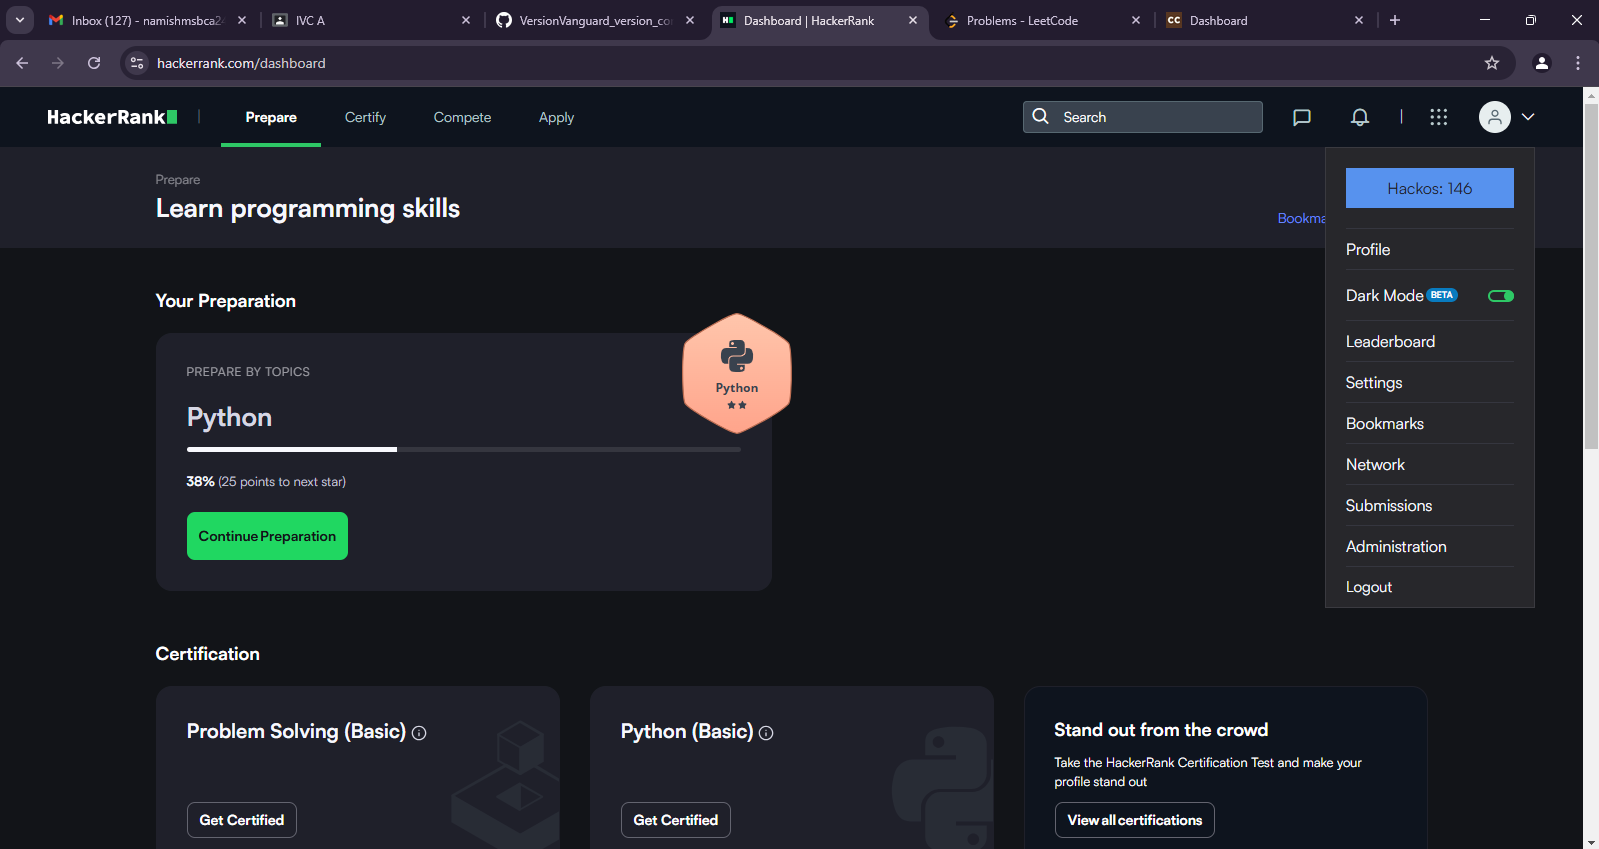 Inbox (127) - namishmsbca24
IVC A
VersionVanguard_version_co
Dashboard | HackerRank
Problems - LeetCode
CC Dashboard
hackerrank.com/dashboard
HackerRank
Prepare
Certify
Compete
Apply
Search
Prepare
Learn programming skills
Bookma
Hackos: 146
Profile
Dark Mode BETA
Leaderboard
Settings
Bookmarks
Network
Submissions
Administration
Logout
Your Preparation
PREPARE BY TOPICS
Python
38% (25 points to next star)
Continue Preparation
Python
Certification
Problem Solving (Basic)
Get Certified
Python (Basic)
Get Certified
Stand out from the crowd
Take the HackerRank Certification Test and make your
profile stand out
View all certifications